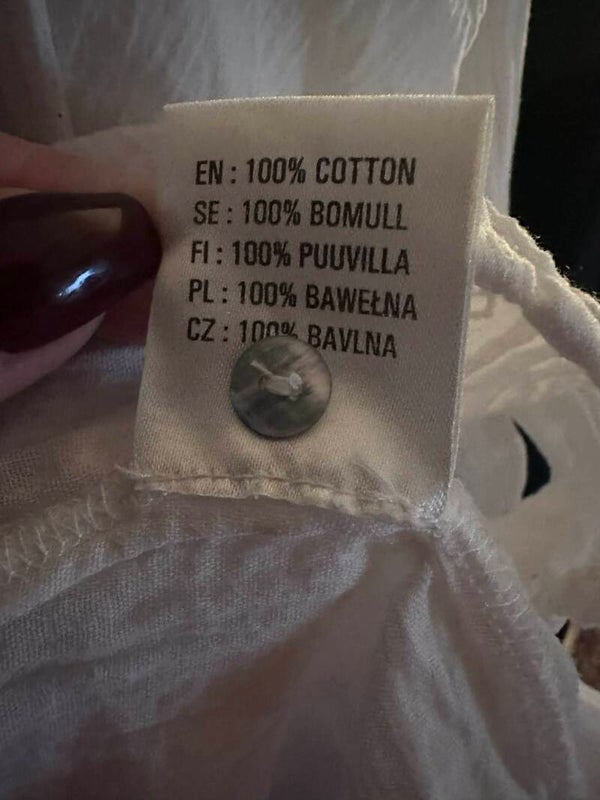 EN : 100% COTTON
SE : 100% BOMULL
FI : 100% PUUVILLA
PL : 100% BAWEŁNA
CZ : 100% BAVLNA